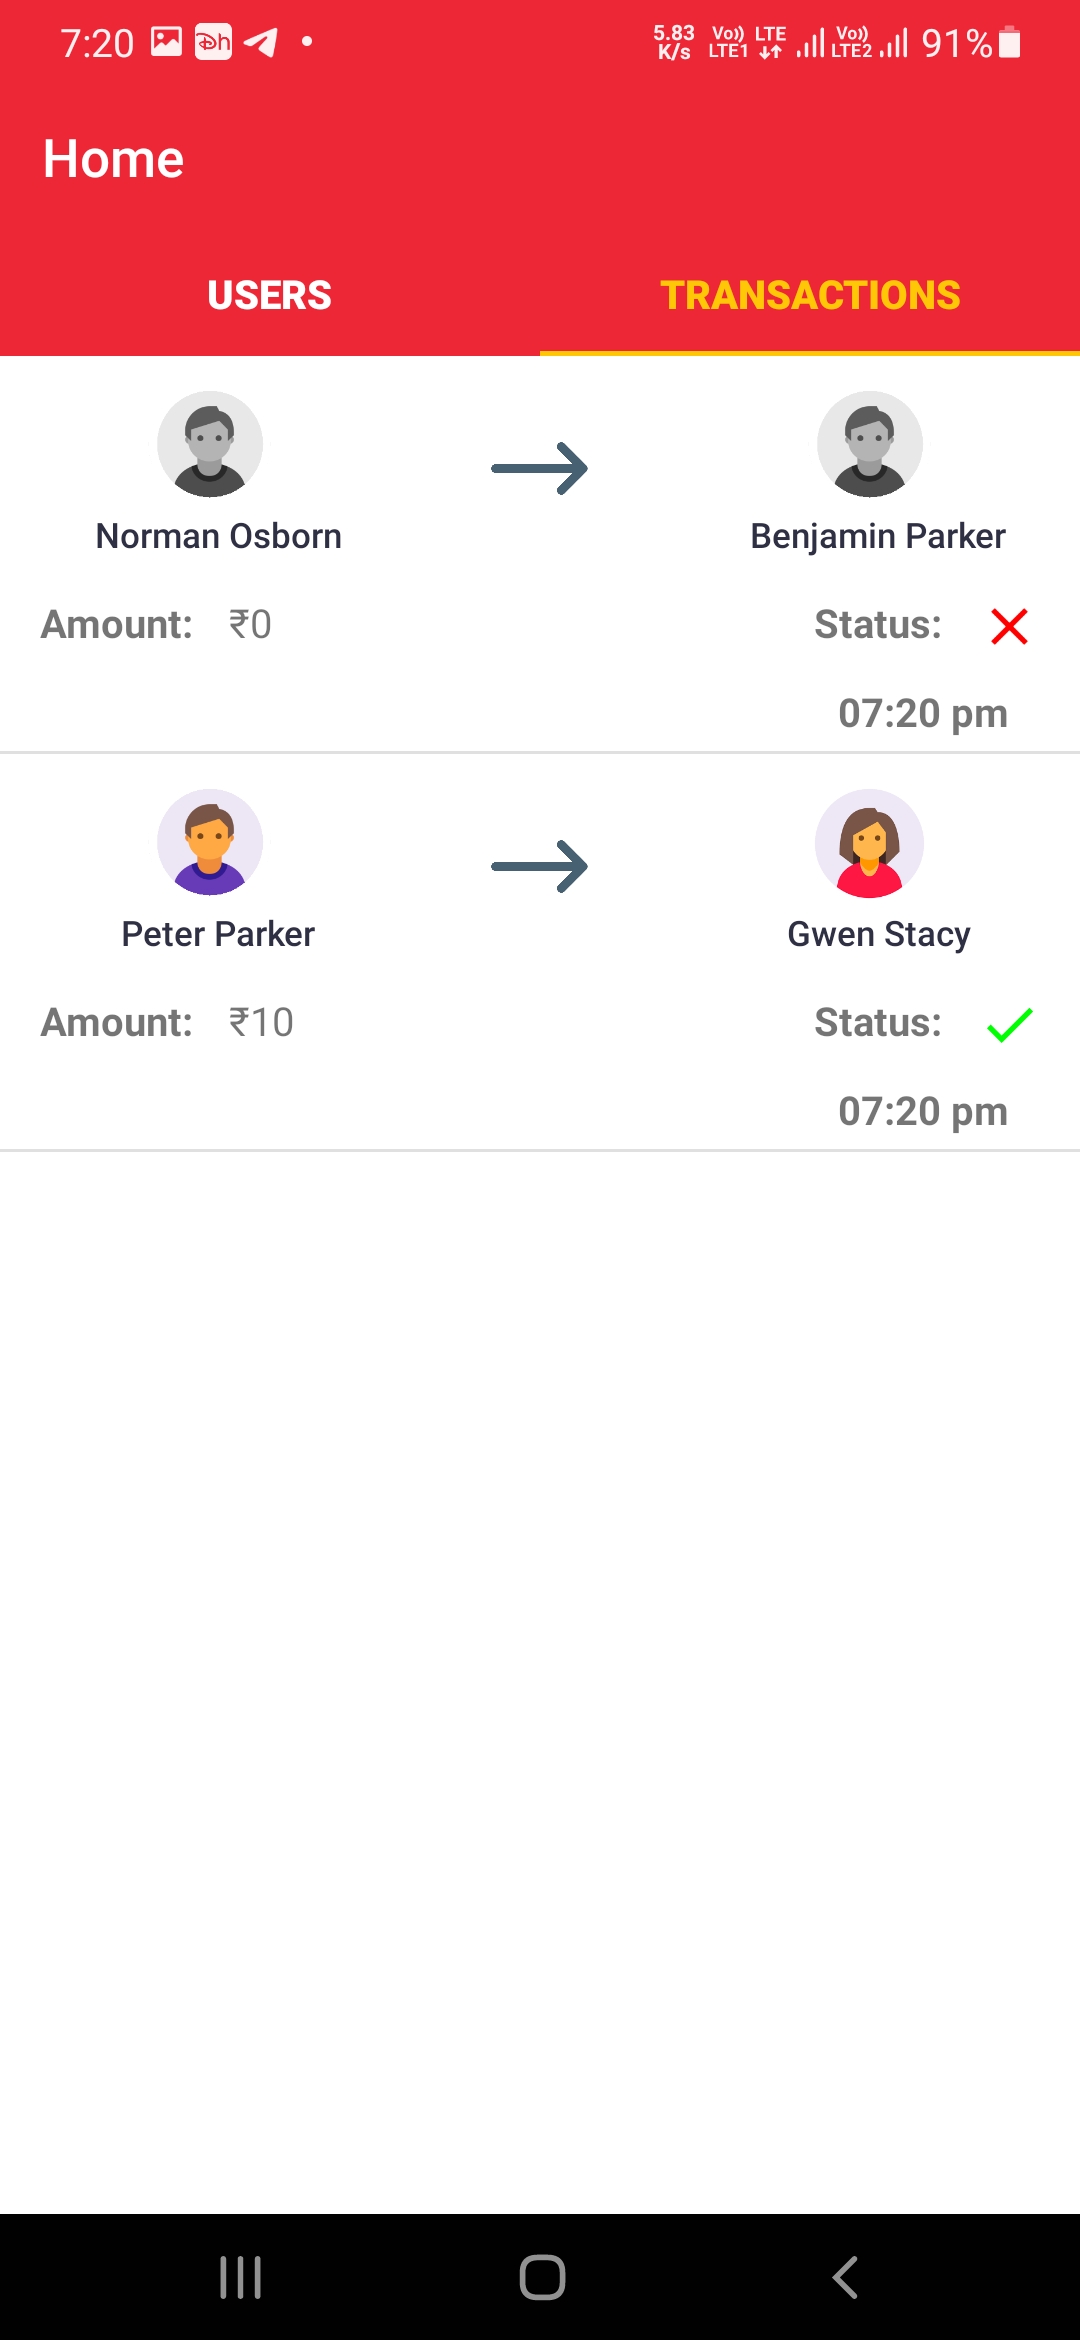 7:20 Dh 5.83 K/s Vo)) LTE1 LTE Vo)) LTE2 91%
Home
USERS TRANSACTIONS
Norman Osborn Benjamin Parker
Amount: ₹0 Status:
07:20 pm
Peter Parker Gwen Stacy
Amount: ₹10 Status:
07:20 pm